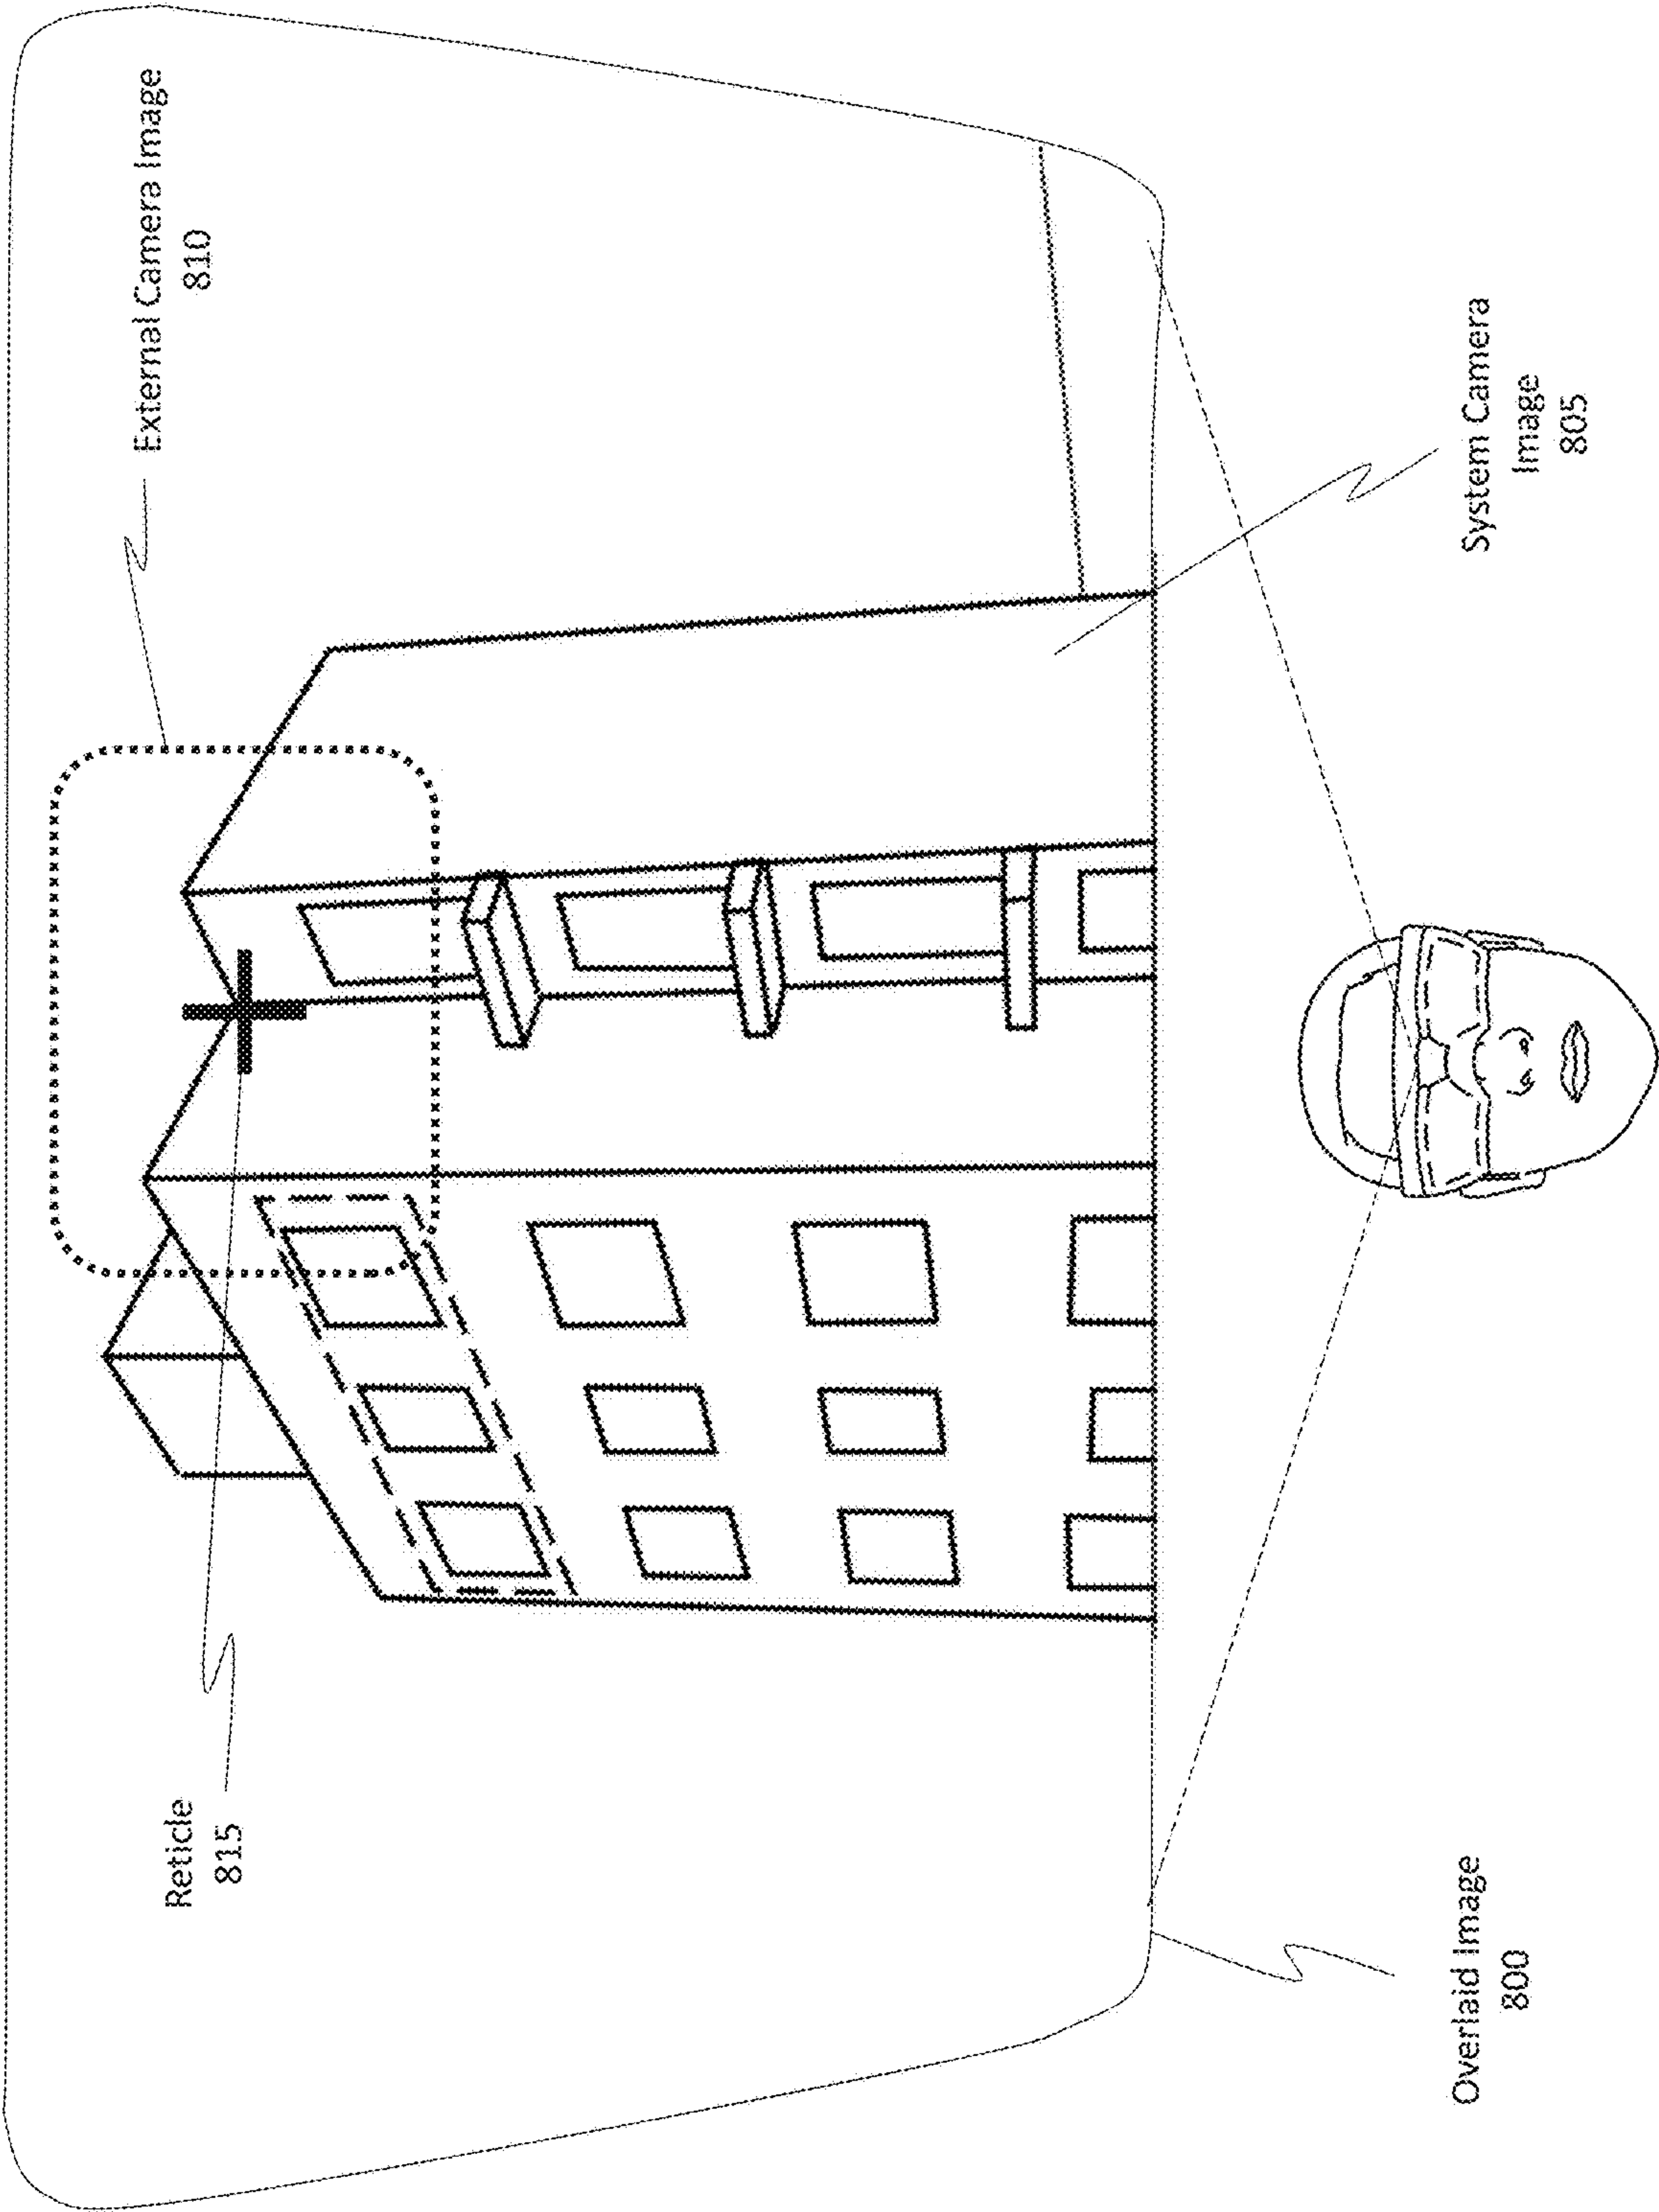 External Camera Image
810
Reticle
815
System Camera
Image
805
Overlaid Image
800